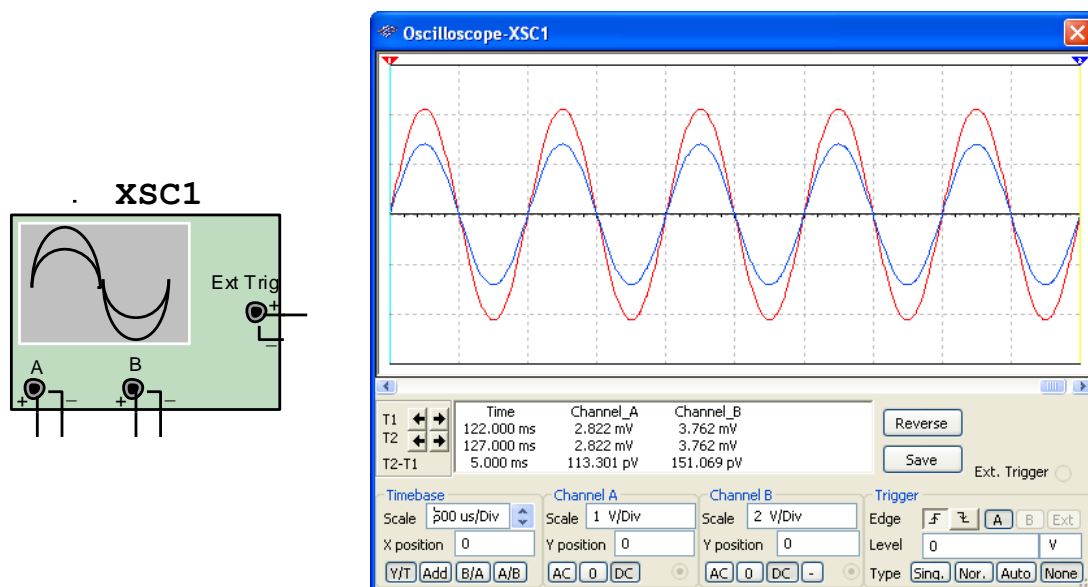 XSC1
Ext Trig
+
−
A
B
+ −
+ −
Oscilloscope-XSC1
1
2
Time Channel_A Channel_B
T1 122.000 ms 2.822 mV 3.762 mV
T2 127.000 ms 2.822 mV 3.762 mV
T2-T1 5.000 ms 113.301 pV 151.069 pV
Reverse
Save
Ext. Trigger
Timebase
Scale 500 us/Div
X position 0
Y/T Add B/A A/B
Channel A
Scale 1 V/Div
Y position 0
AC 0 DC
Channel B
Scale 2 V/Div
Y position 0
AC 0 DC -
Trigger
Edge A B Ext
Level 0 V
Type Sing. Nor. Auto None